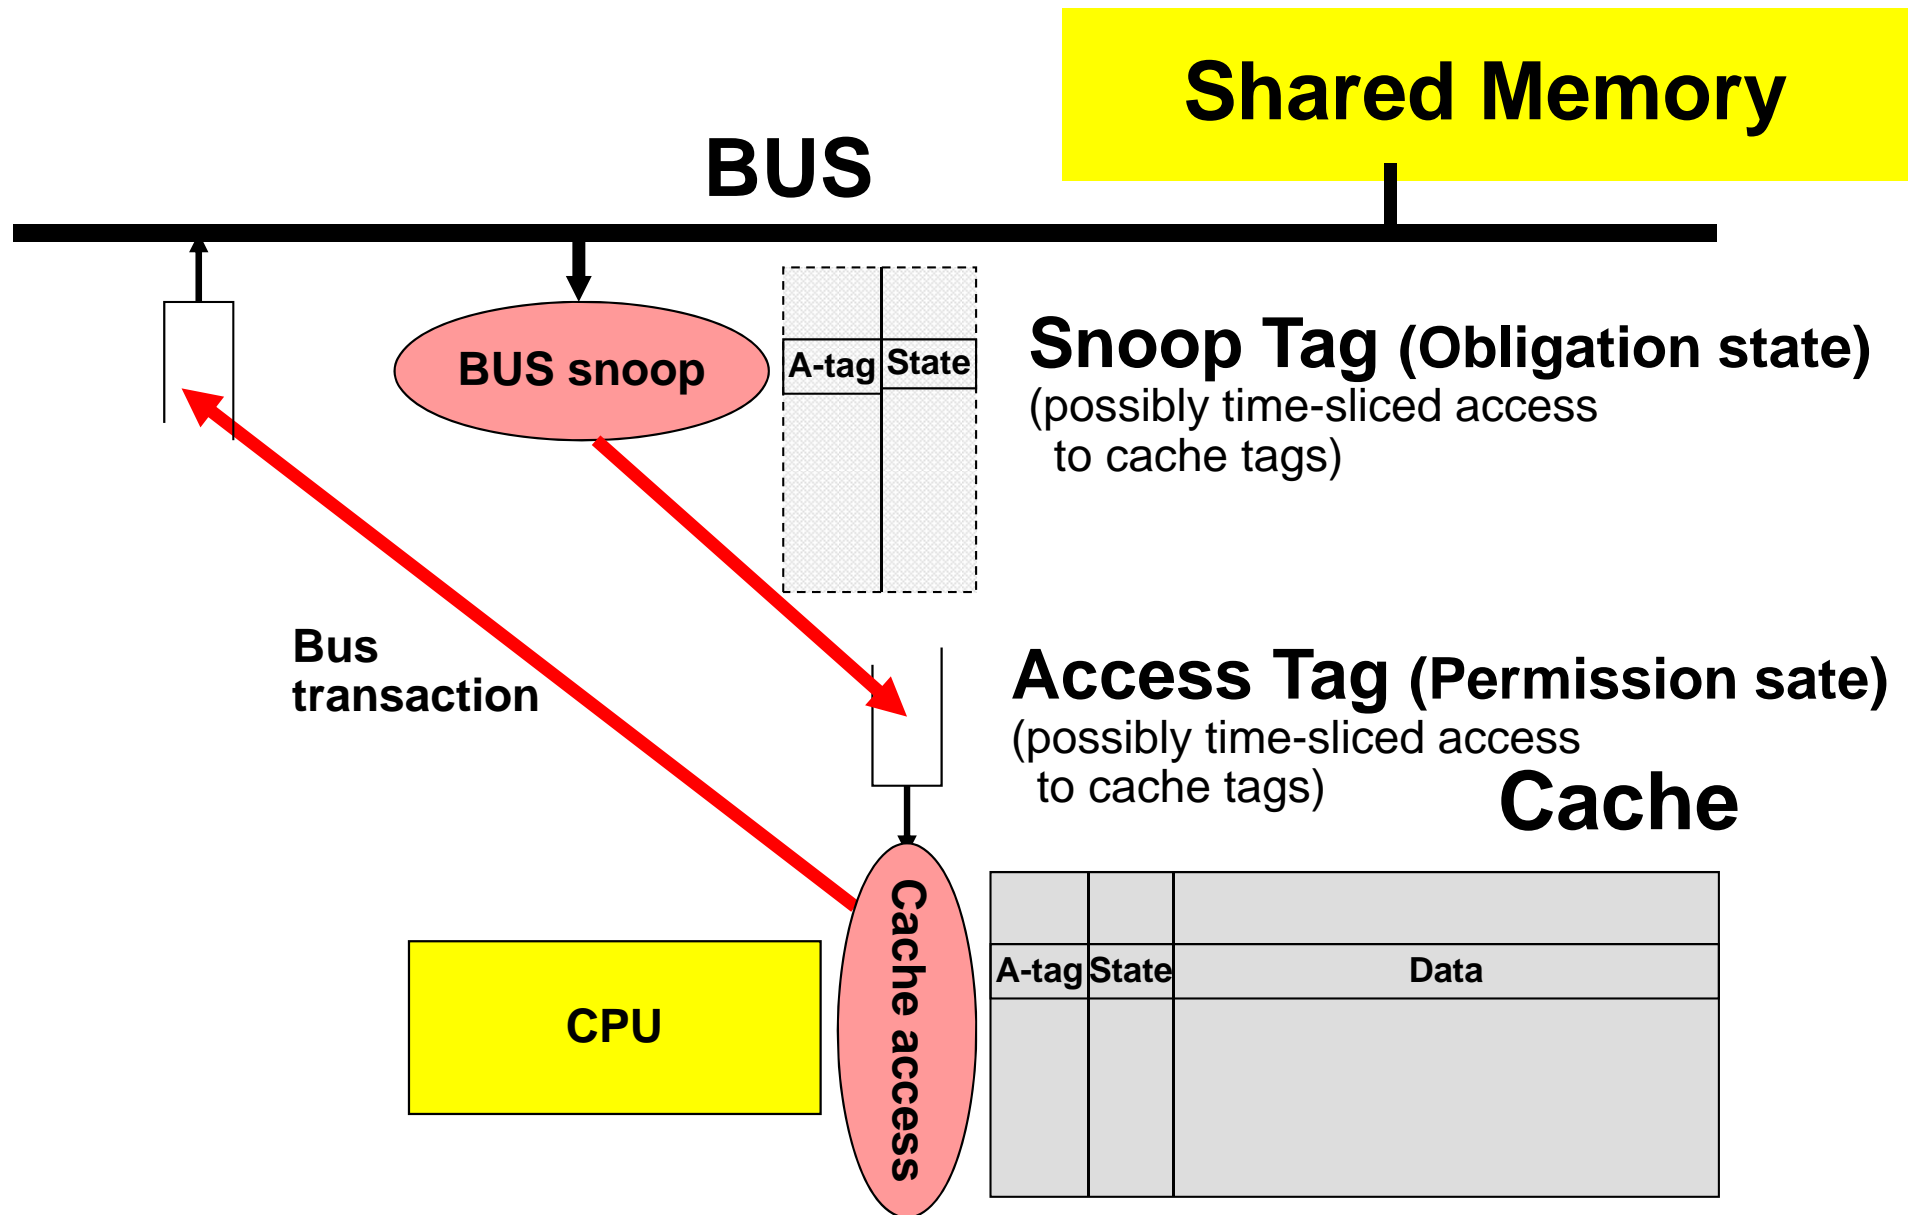 Shared Memory
BUS
BUS snoop
A-tag State
Snoop Tag (Obligation state)
(possibly time-sliced access
to cache tags)
Bus
transaction
Access Tag (Permission sate)
(possibly time-sliced access
to cache tags)
Cache
Cache access
A-tag State Data
CPU